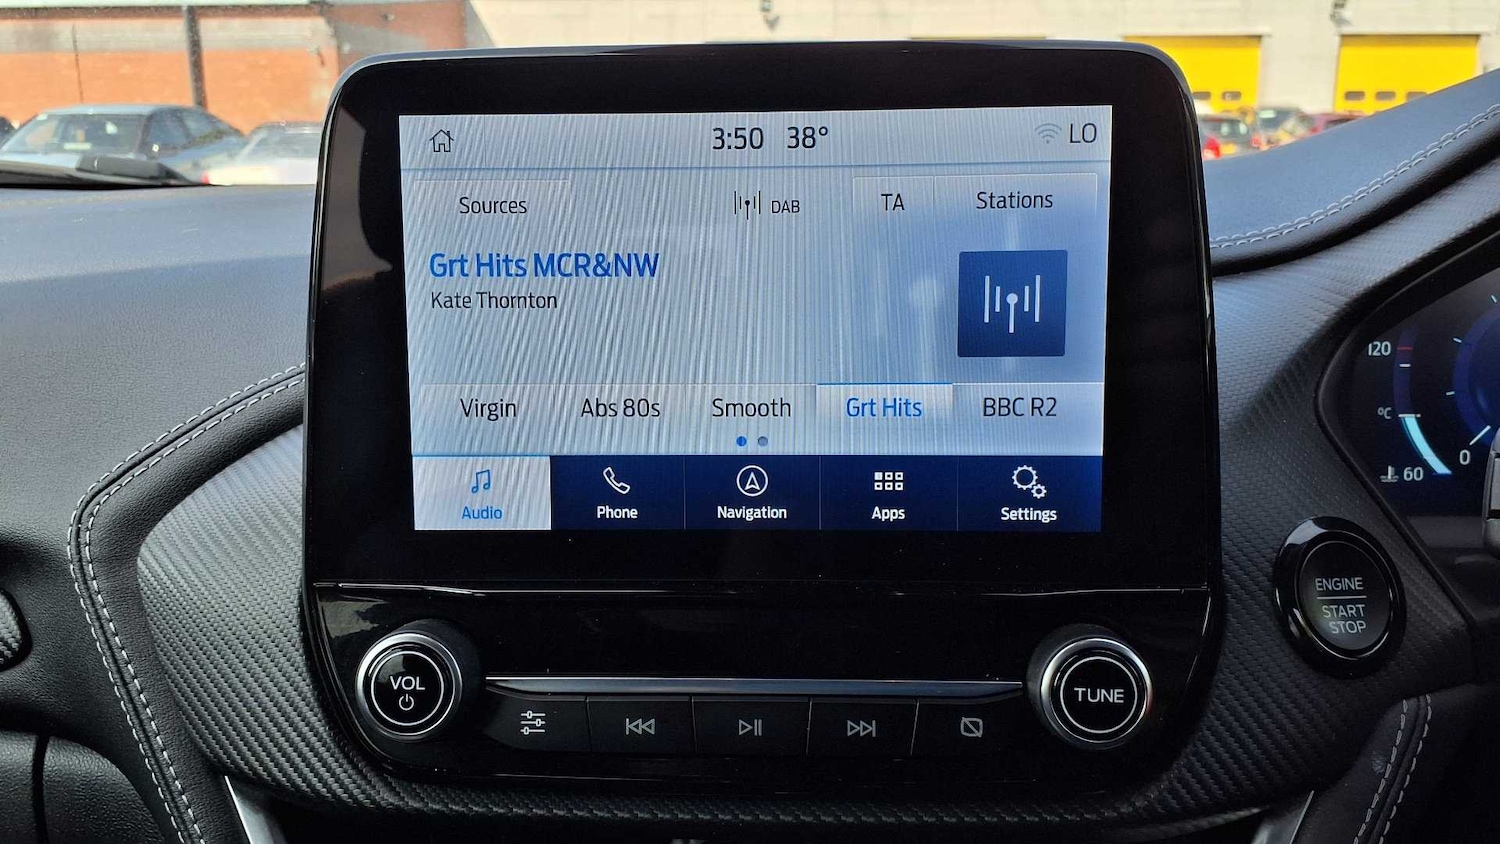 3:50 38° LO
Sources DAB TA Stations
Grt Hits MCR&NW
Kate Thornton
Virgin Abs 80s Smooth Grt Hits BBC R2
Audio Phone Navigation Apps Settings
VOL
TUNE
120
°C
60
0
ENGINE
START
STOP